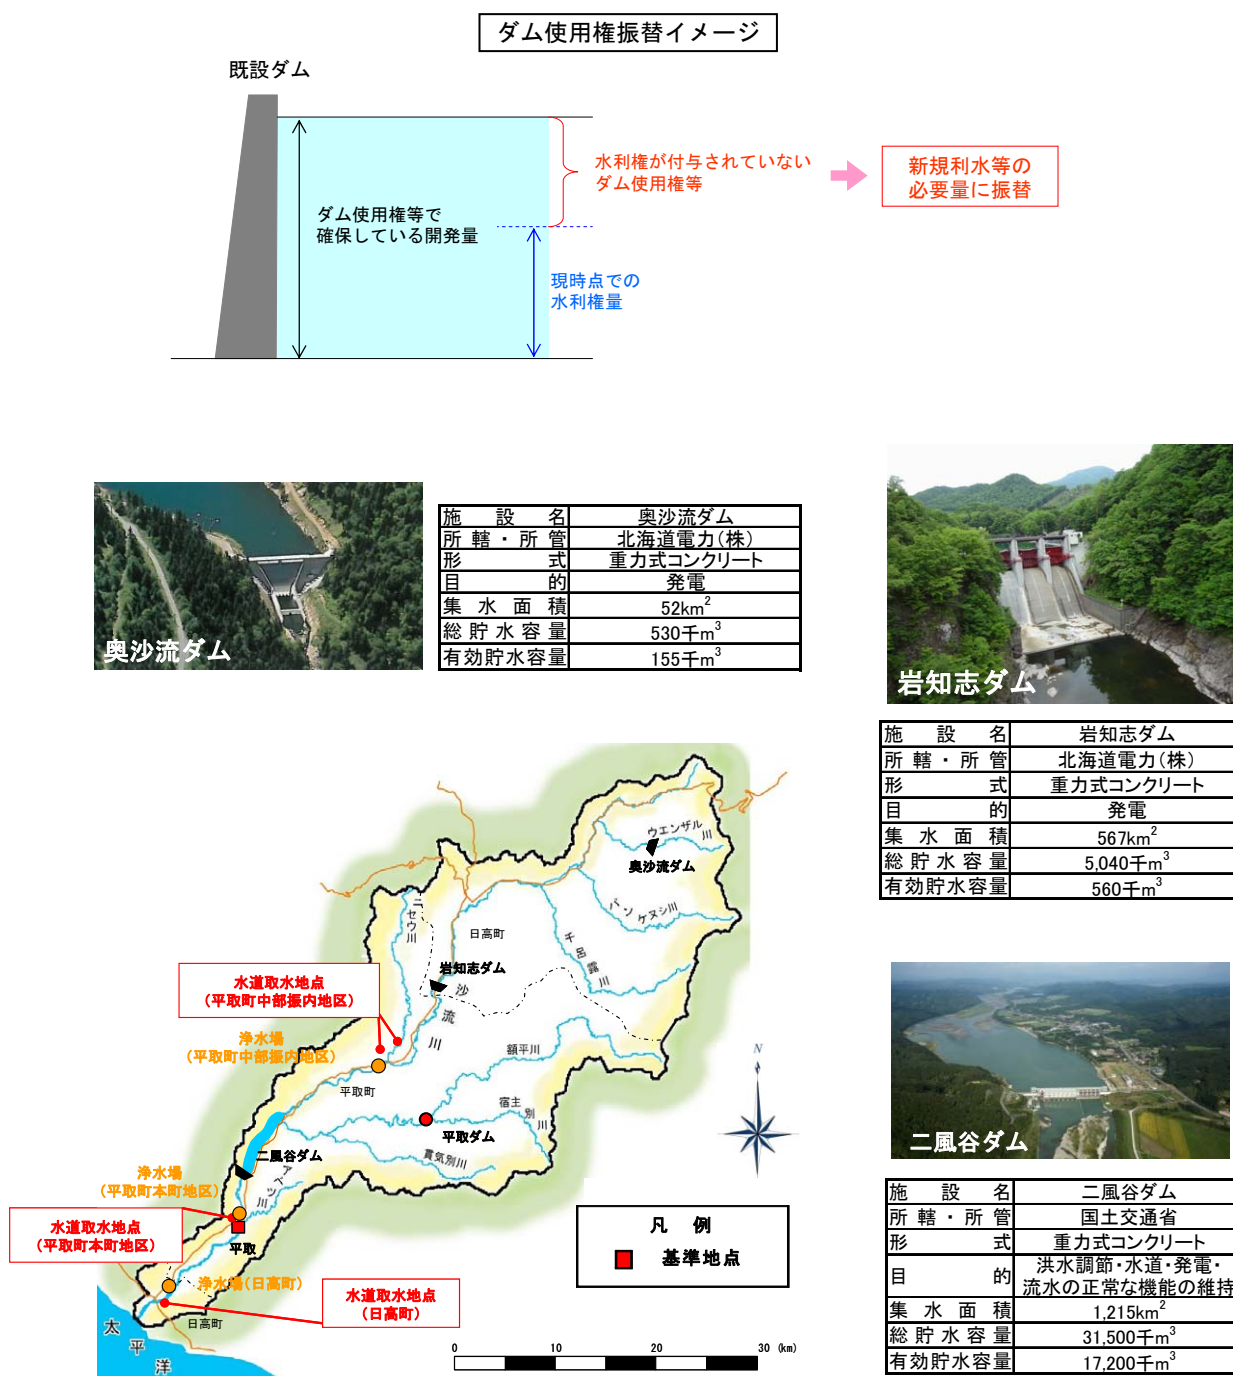 ダム使用権振替イメージ
既設ダム
水利権が付与されていない
ダム使用権等
新規利水等の
必要量に振替
ダム使用権等で
確保している開発量
現時点での
水利権量
奥沙流ダム
施設名 奥沙流ダム
所轄・所管 北海道電力(株)
形式 重力式コンクリート
目的 発電
集水面積 52km²
総貯水容量 530千m³
有効貯水容量 155千m³
岩知志ダム
施設名 岩知志ダム
所轄・所管 北海道電力(株)
形式 重力式コンクリート
目的 発電
集水面積 567km²
総貯水容量 5,040千m³
有効貯水容量 560千m³
ウエンザル川
奥沙流ダム
パンケヌシ川
ニセウ川
日高町
千呂露川
岩知志ダム
沙流川
水道取水地点
(平取町中部振内地区)
浄水場
(平取町中部振内地区)
額平川
平取町
宿主別川
平取ダム
二風谷ダム
貫気別川
アベツ川
浄水場
(平取町本町地区)
水道取水地点
(平取町本町地区)
平取
浄水場(日高町)
水道取水地点
(日高町)
日高町
太平洋
N
凡例
基準地点
0 10 20 30 (km)
二風谷ダム
施設名 二風谷ダム
所轄・所管 国土交通省
形式 重力式コンクリート
目的 洪水調節・水道・発電・
流水の正常な機能の維持
集水面積 1,215km²
総貯水容量 31,500千m³
有効貯水容量 17,200千m³